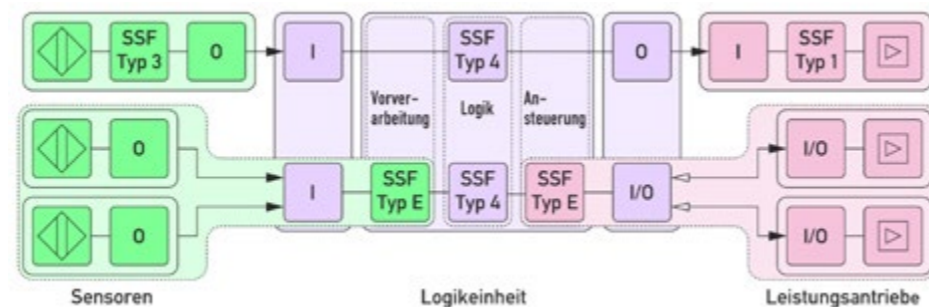 SSF
Typ 3
O
I
SSF
Typ 4
O
I
SSF
Typ 1
Vorver-
arbeitung
Logik
An-
steuerung
O
I
SSF
Typ E
SSF
Typ 4
SSF
Typ E
I/O
I/O
O
I/O
Sensoren
Logikeinheit
Leistungsantriebe